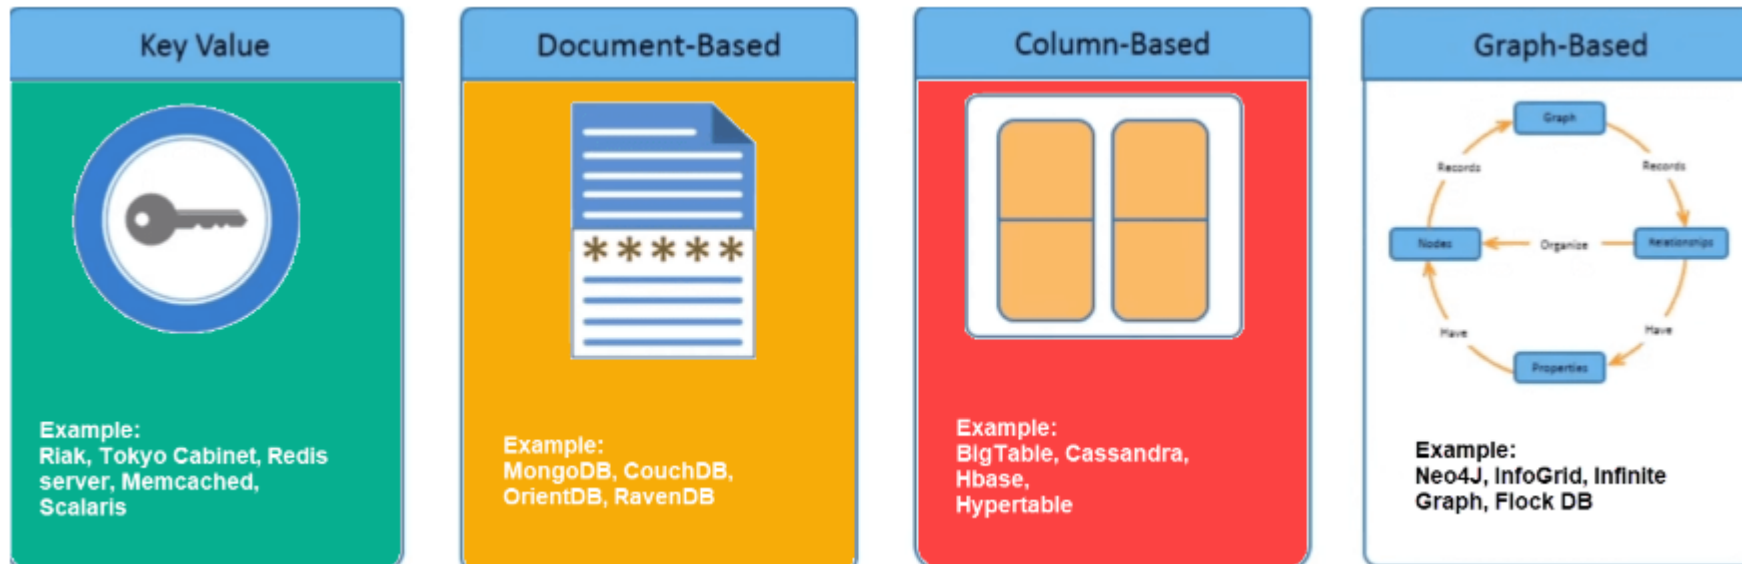 Key Value
Example:
Riak, Tokyo Cabinet, Redis
server, Memcached,
Scalaris
Document-Based
*****
Example:
MongoDB, CouchDB,
OrientDB, RavenDB
Column-Based
Example:
BigTable, Cassandra,
Hbase,
Hypertable
Graph-Based
Graph
Records
Records
Nodes
Organize
Relationships
Have
Have
Properties
Example:
Neo4J, InfoGrid, Infinite
Graph, Flock DB